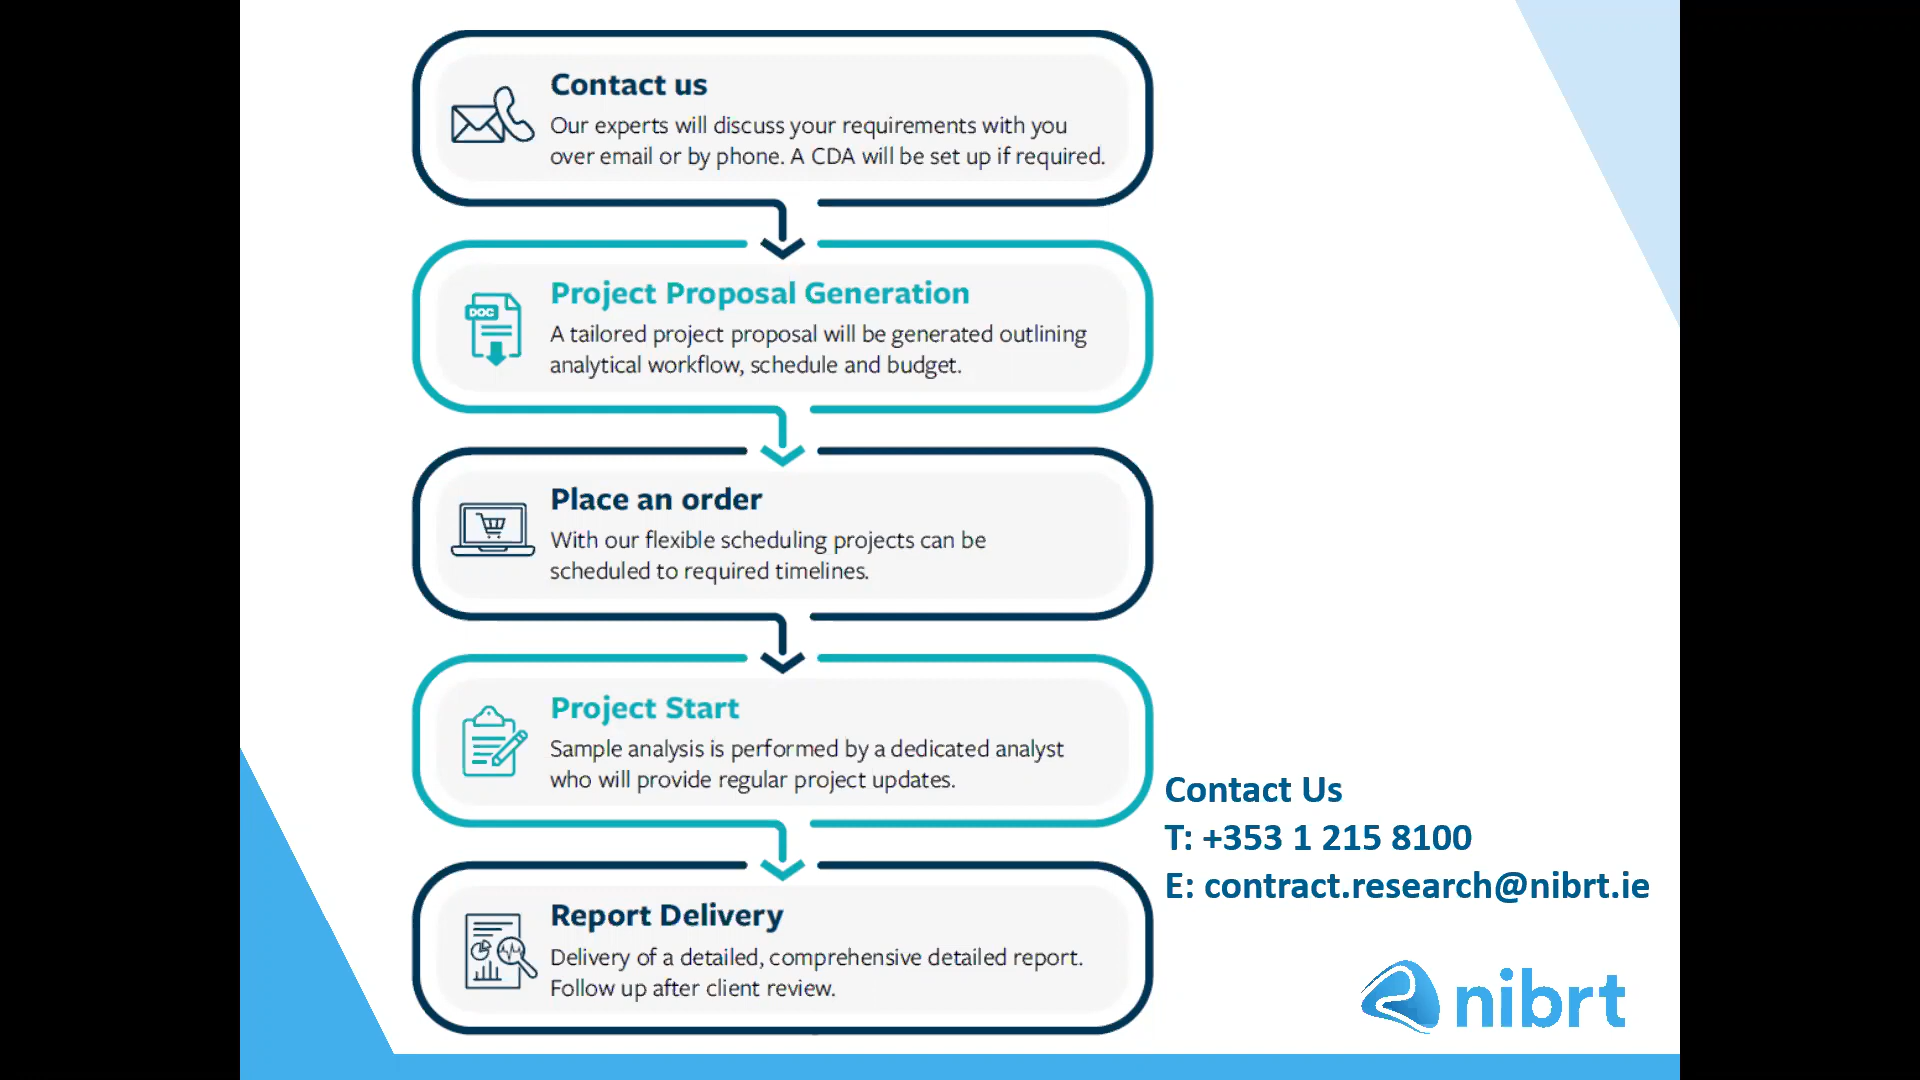 Contact us
Our experts will discuss your requirements with you
over email or by phone. A CDA will be set up if required.
DOC
Project Proposal Generation
A tailored project proposal will be generated outlining
analytical workflow, schedule and budget.
Place an order
With our flexible scheduling projects can be
scheduled to required timelines.
Project Start
Sample analysis is performed by a dedicated analyst
who will provide regular project updates.
Report Delivery
Delivery of a detailed, comprehensive detailed report.
Follow up after client review.
Contact Us
T: +353 1 215 8100
E: contract.research@nibrt.ie
nibrt